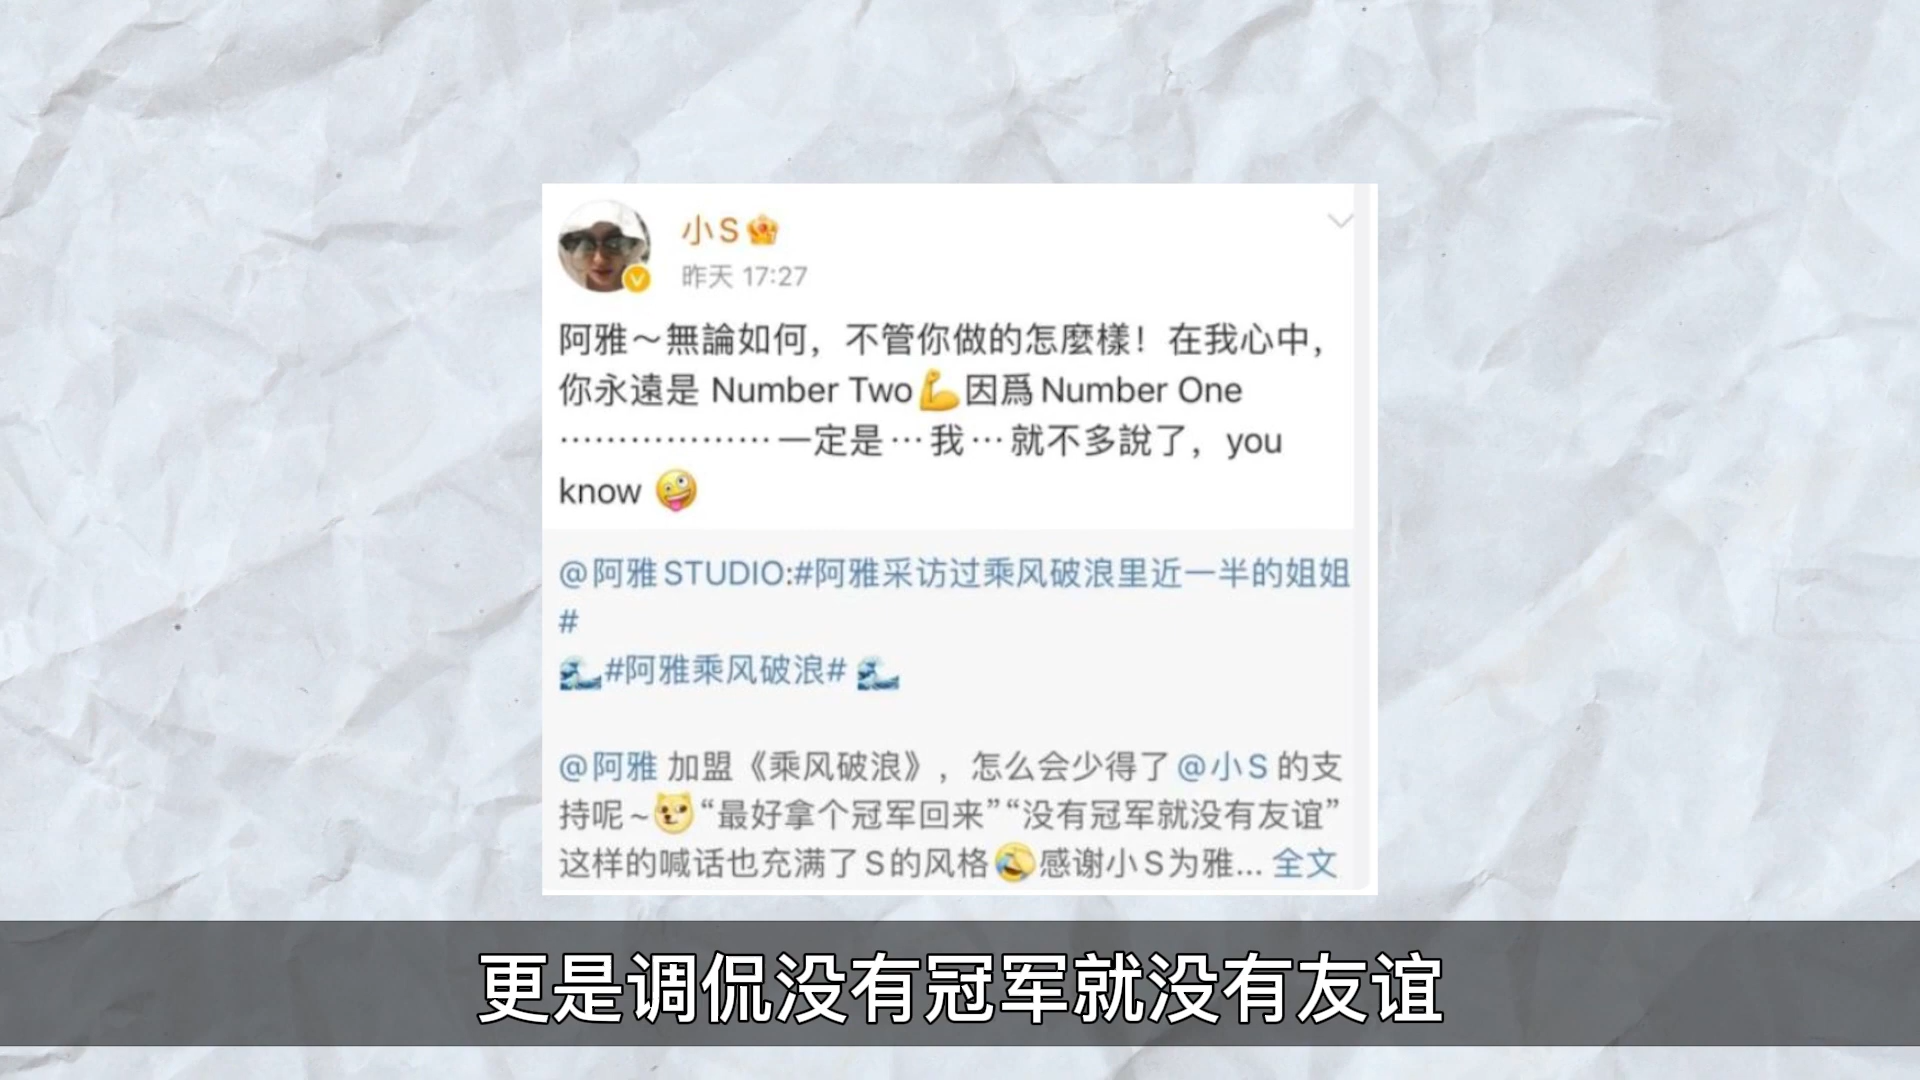 小S
昨天 17:27
阿雅～無論如何，不管你做的怎麼樣！在我心中，
你永遠是 Number Two💪因爲Number One
………………一定是…我…就不多說了，you
know 🤪
@阿雅STUDIO:#阿雅采访过乘风破浪里近一半的姐姐
#
🌊#阿雅乘风破浪# 🌊
@阿雅 加盟《乘风破浪》，怎么会少得了@小S的支
持呢~“最好拿个冠军回来”“没有冠军就没有友谊”
这样的喊话也充满了S的风格🤣感谢小S为雅... 全文
更是调侃没有冠军就没有友谊